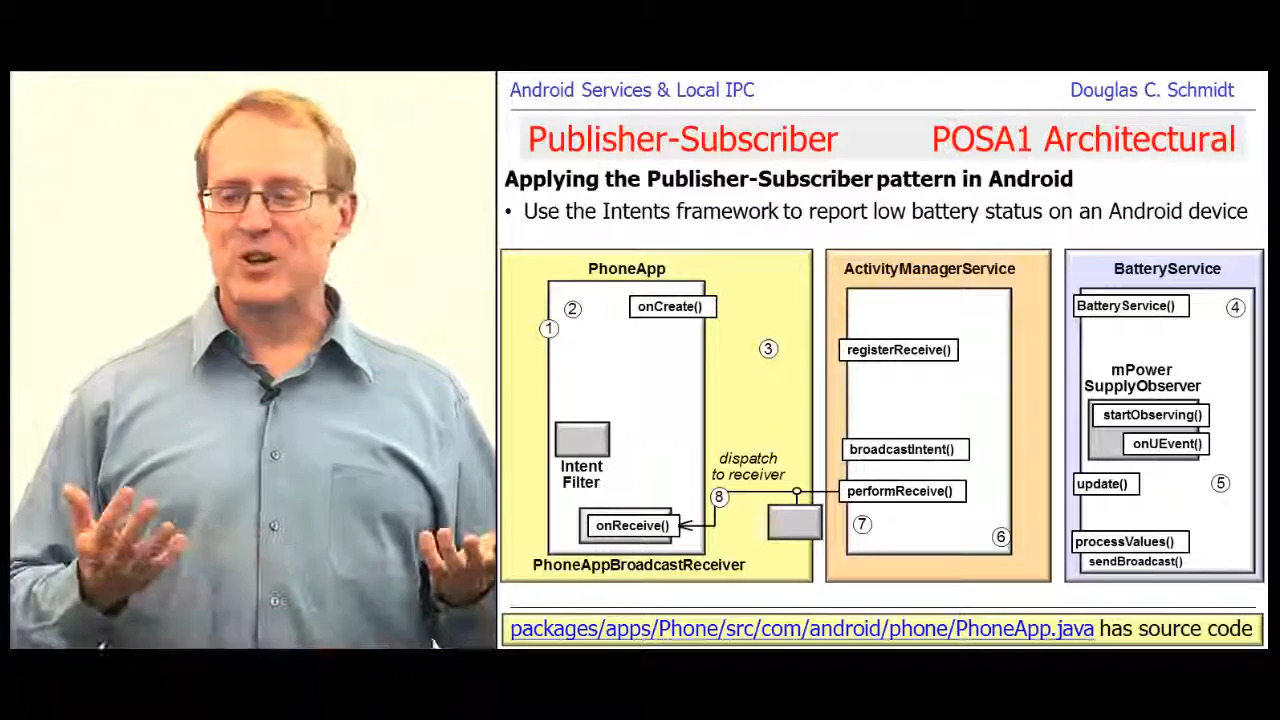 Android Services & Local IPC
Douglas C. Schmidt
Publisher-Subscriber
POSA1 Architectural
Applying the Publisher-Subscriber pattern in Android
• Use the Intents framework to report low battery status on an Android device
PhoneApp
2
onCreate()
1
3
Intent
Filter
dispatch
to receiver
8
onReceive()
PhoneAppBroadcastReceiver
ActivityManagerService
registerReceive()
broadcastIntent()
performReceive()
7
6
BatteryService
BatteryService()
4
mPower
SupplyObserver
startObserving()
onUEvent()
update()
5
processValues()
sendBroadcast()
packages/apps/Phone/src/com/android/phone/PhoneApp.java has source code